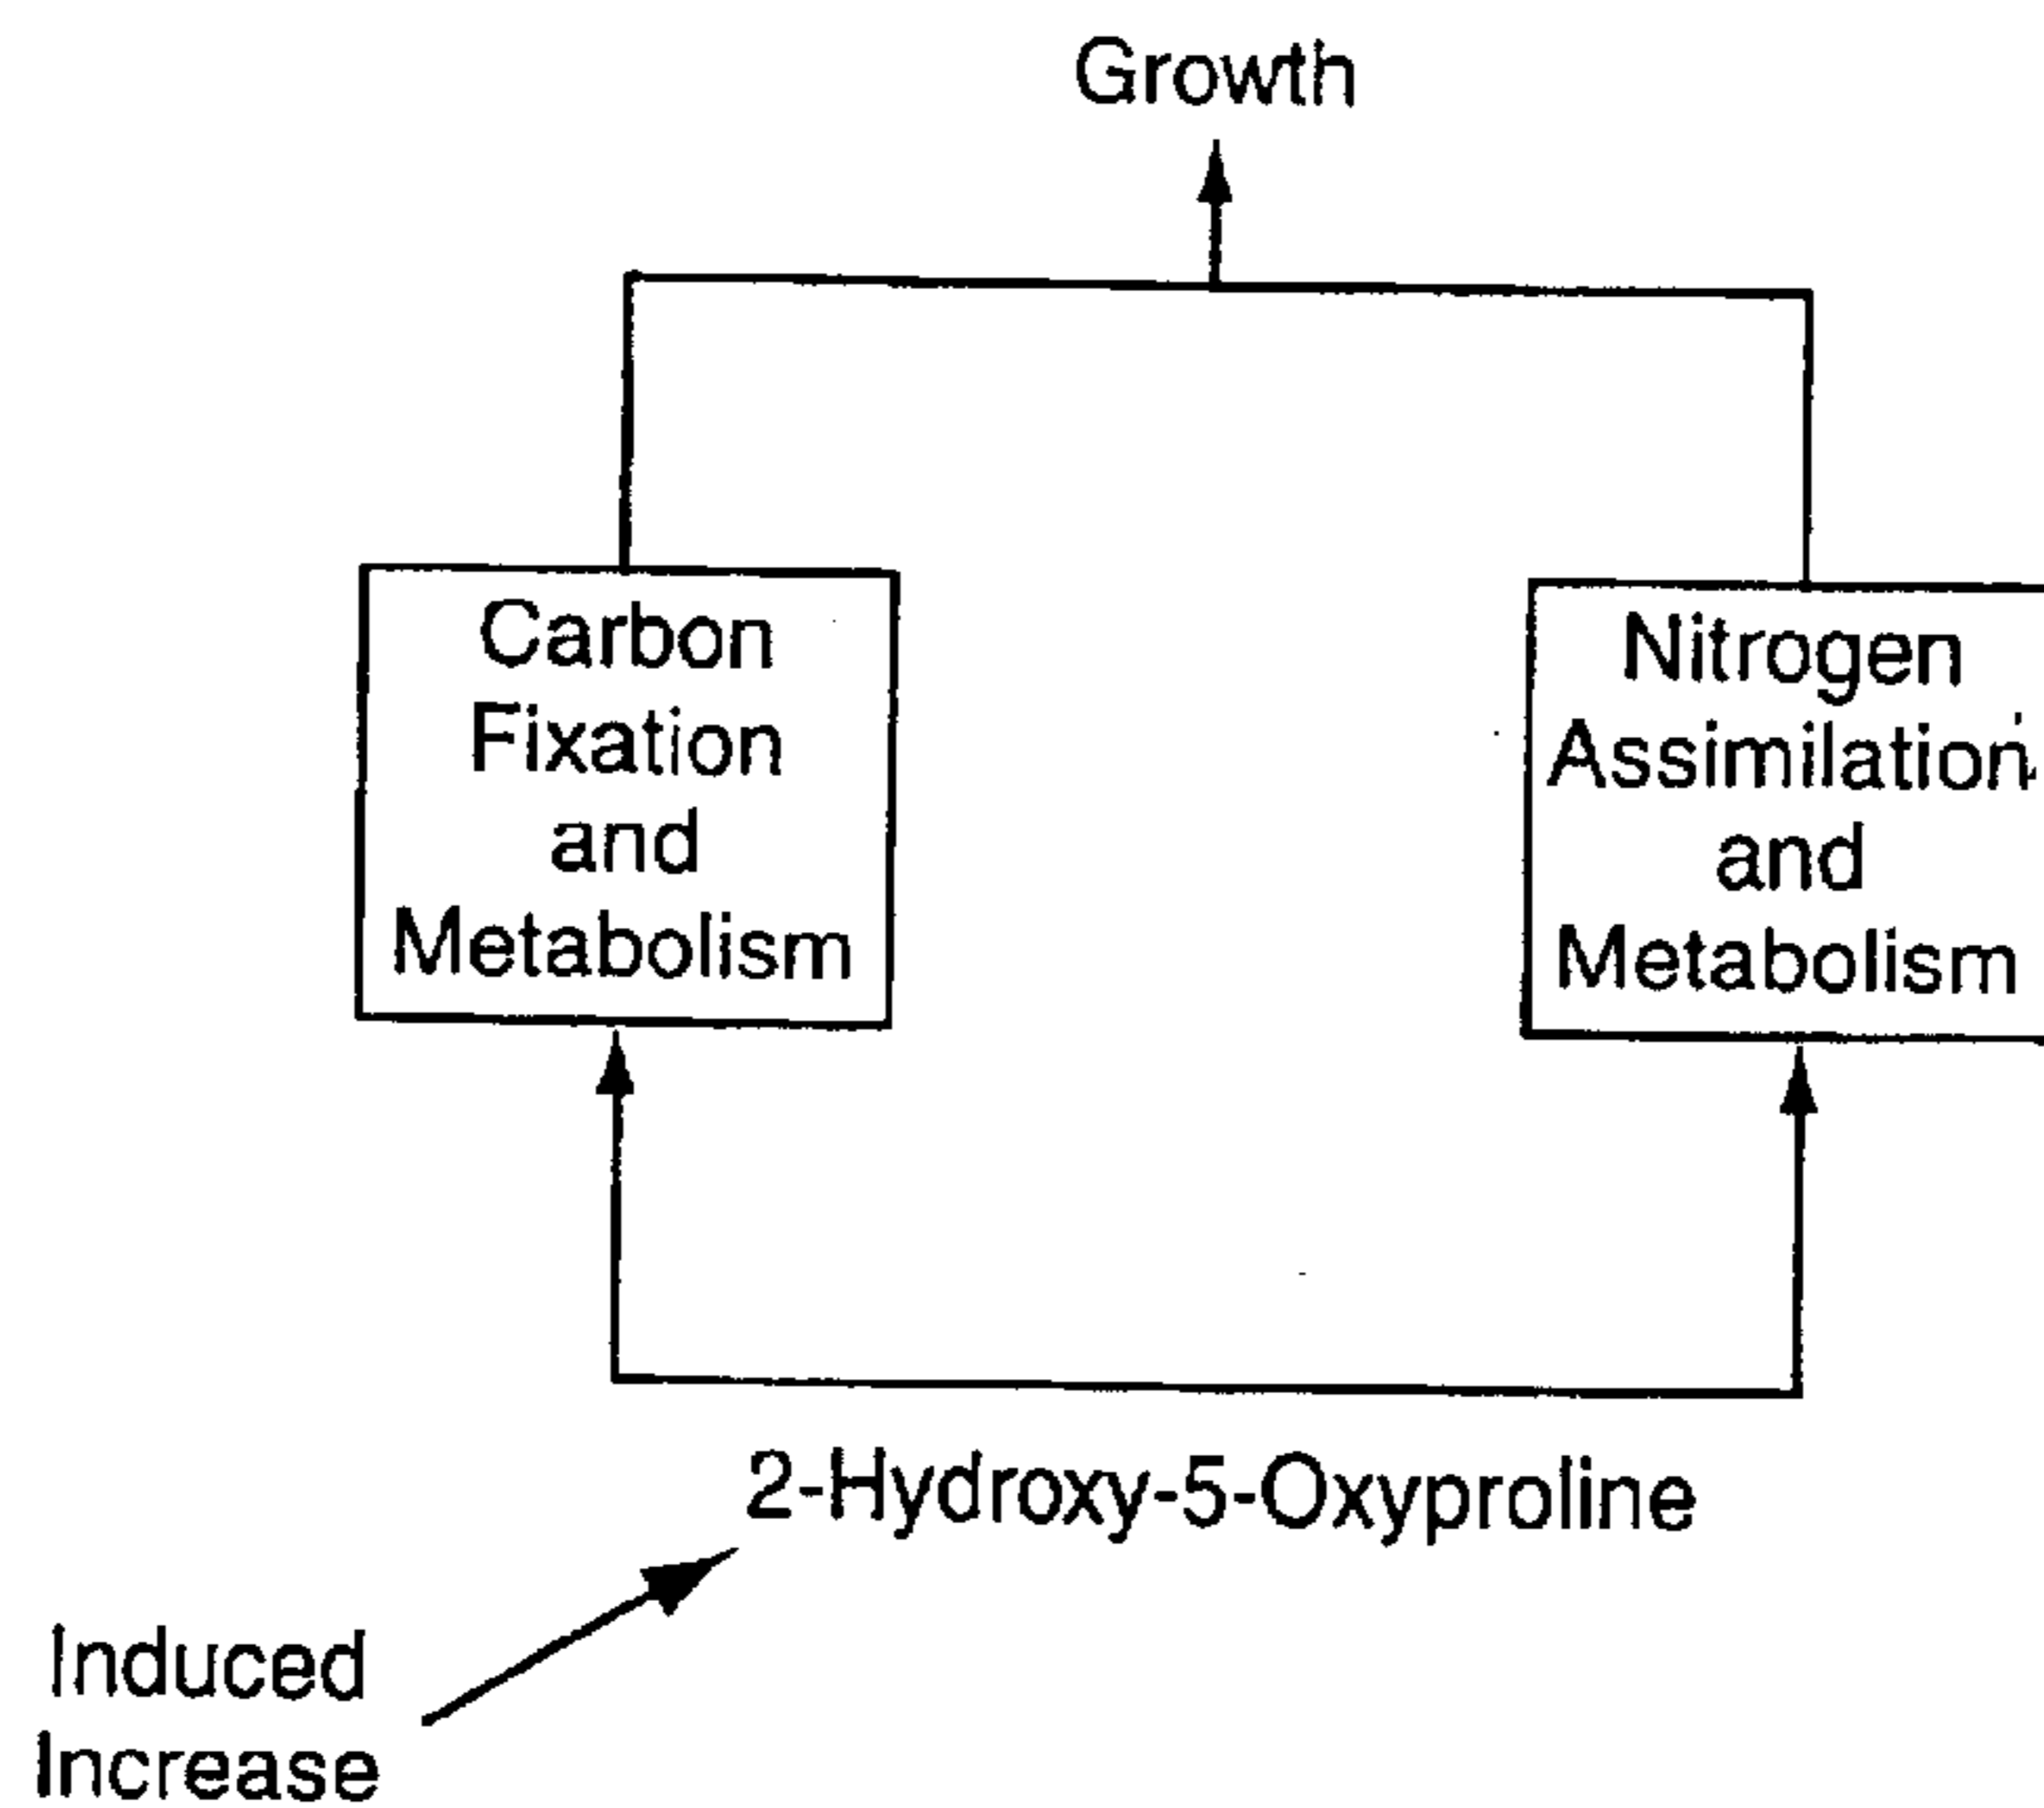 Growth
Carbon
Fixation
and
Metabolism
Nitrogen
Assimilation
and
Metabolism
2-Hydroxy-5-Oxyproline
Induced
Increase